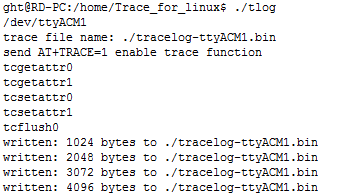 ght@RD-PC:/home/Trace_for_linux$ ./tlog
/dev/ttyACM1
trace file name: ./tracelog-ttyACM1.bin
send AT+TRACE=1 enable trace function
tcgetattr0
tcgetattr1
tcsetattr0
tcsetattr1
tcflush0
written: 1024 bytes to ./tracelog-ttyACM1.bin
written: 2048 bytes to ./tracelog-ttyACM1.bin
written: 3072 bytes to ./tracelog-ttyACM1.bin
written: 4096 bytes to ./tracelog-ttyACM1.bin